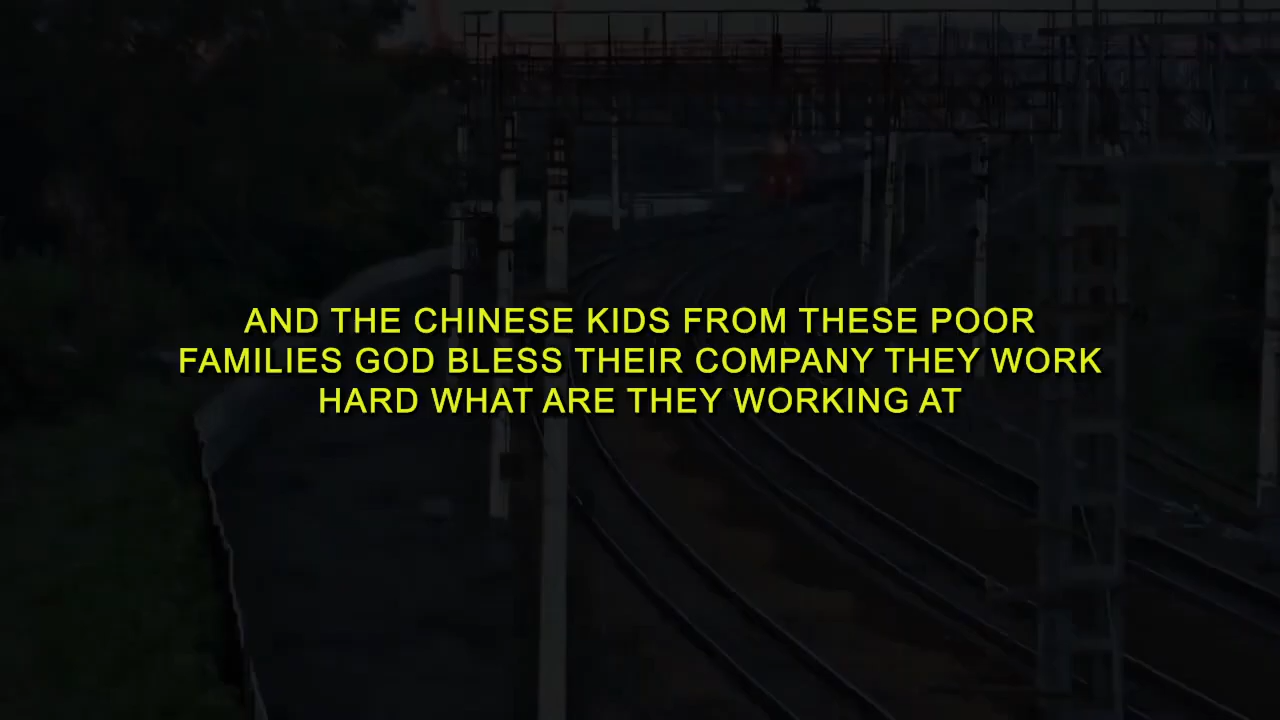 AND THE CHINESE KIDS FROM THESE POOR
FAMILIES GOD BLESS THEIR COMPANY THEY WORK
HARD WHAT ARE THEY WORKING AT